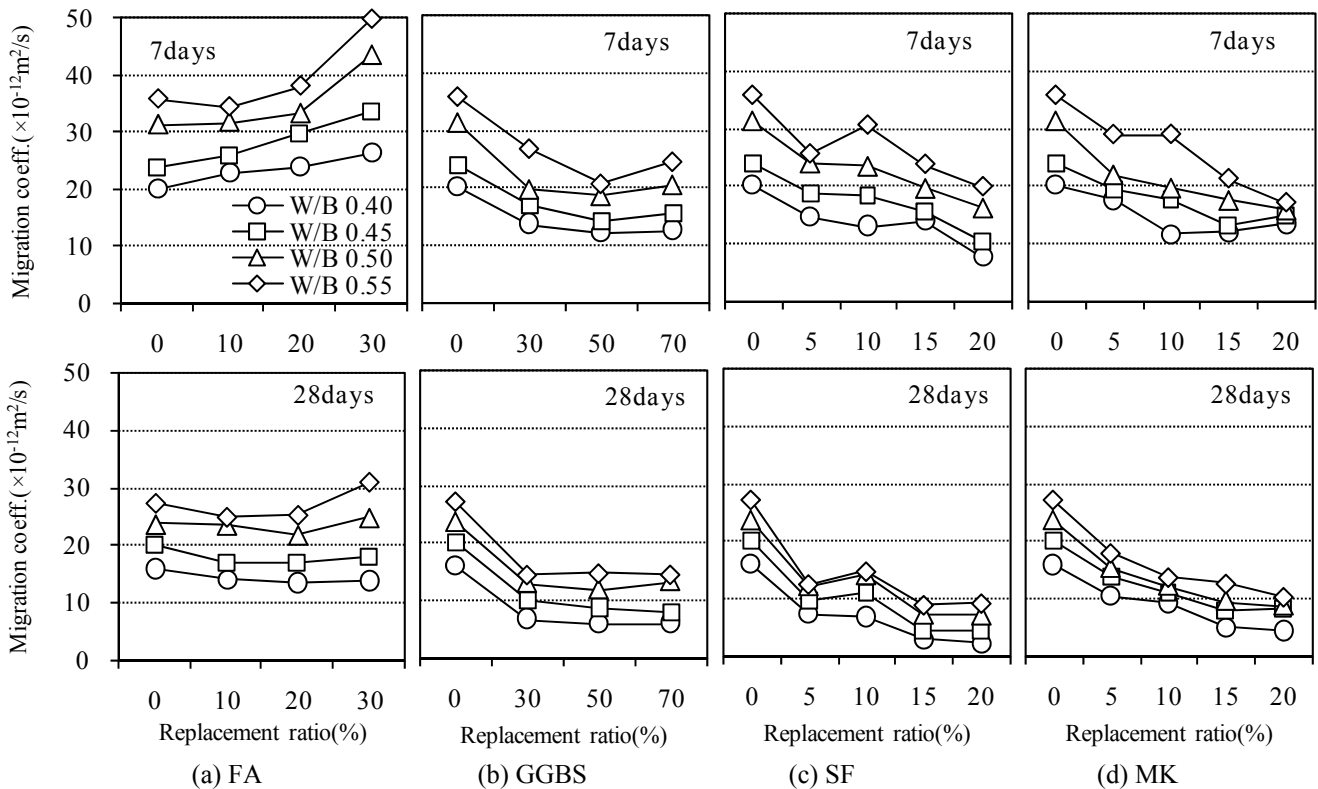 Migration coeff.(×10⁻¹²m²/s)
50
40
30
20
10
0
7days
W/B 0.40
W/B 0.45
W/B 0.50
W/B 0.55
0 10 20 30
7days
0 30 50 70
7days
0 5 10 15 20
7days
0 5 10 15 20
Migration coeff.(×10⁻¹²m²/s)
50
40
30
20
10
0
28days
0 10 20 30
Replacement ratio(%)
(a) FA
28days
0 30 50 70
Replacement ratio(%)
(b) GGBS
28days
0 5 10 15 20
Replacement ratio(%)
(c) SF
28days
0 5 10 15 20
Replacement ratio(%)
(d) MK